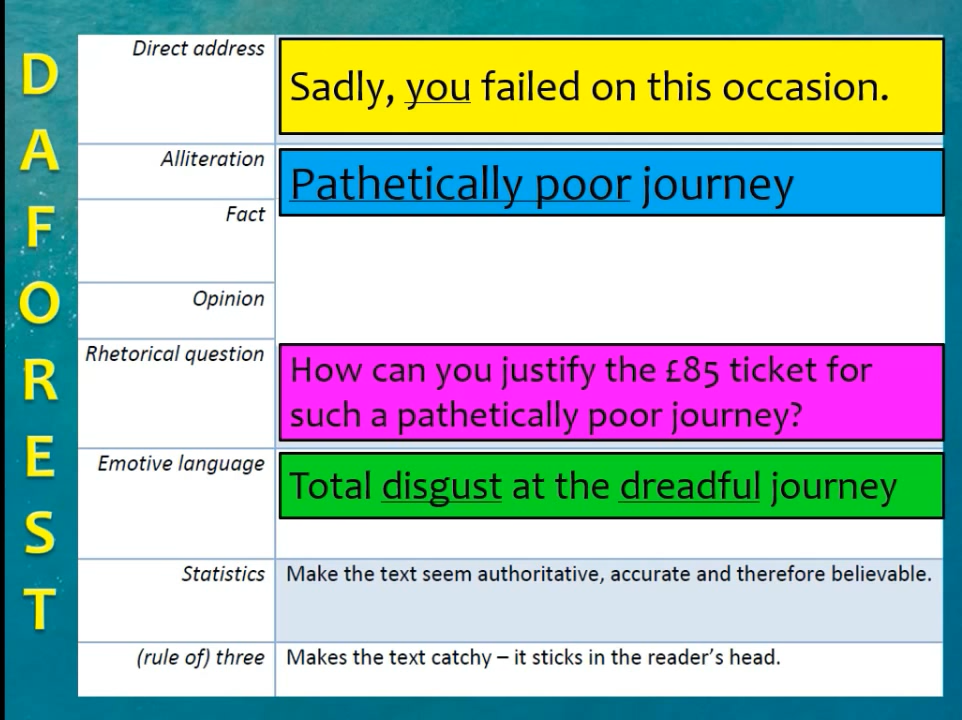 D
A
F
O
R
E
S
T
Direct address
Sadly, you failed on this occasion.
Alliteration
Pathetically poor journey
Fact
Opinion
Rhetorical question
How can you justify the £85 ticket for
such a pathetically poor journey?
Emotive language
Total disgust at the dreadful journey
Statistics
Make the text seem authoritative, accurate and therefore believable.
(rule of) three
Makes the text catchy – it sticks in the reader's head.